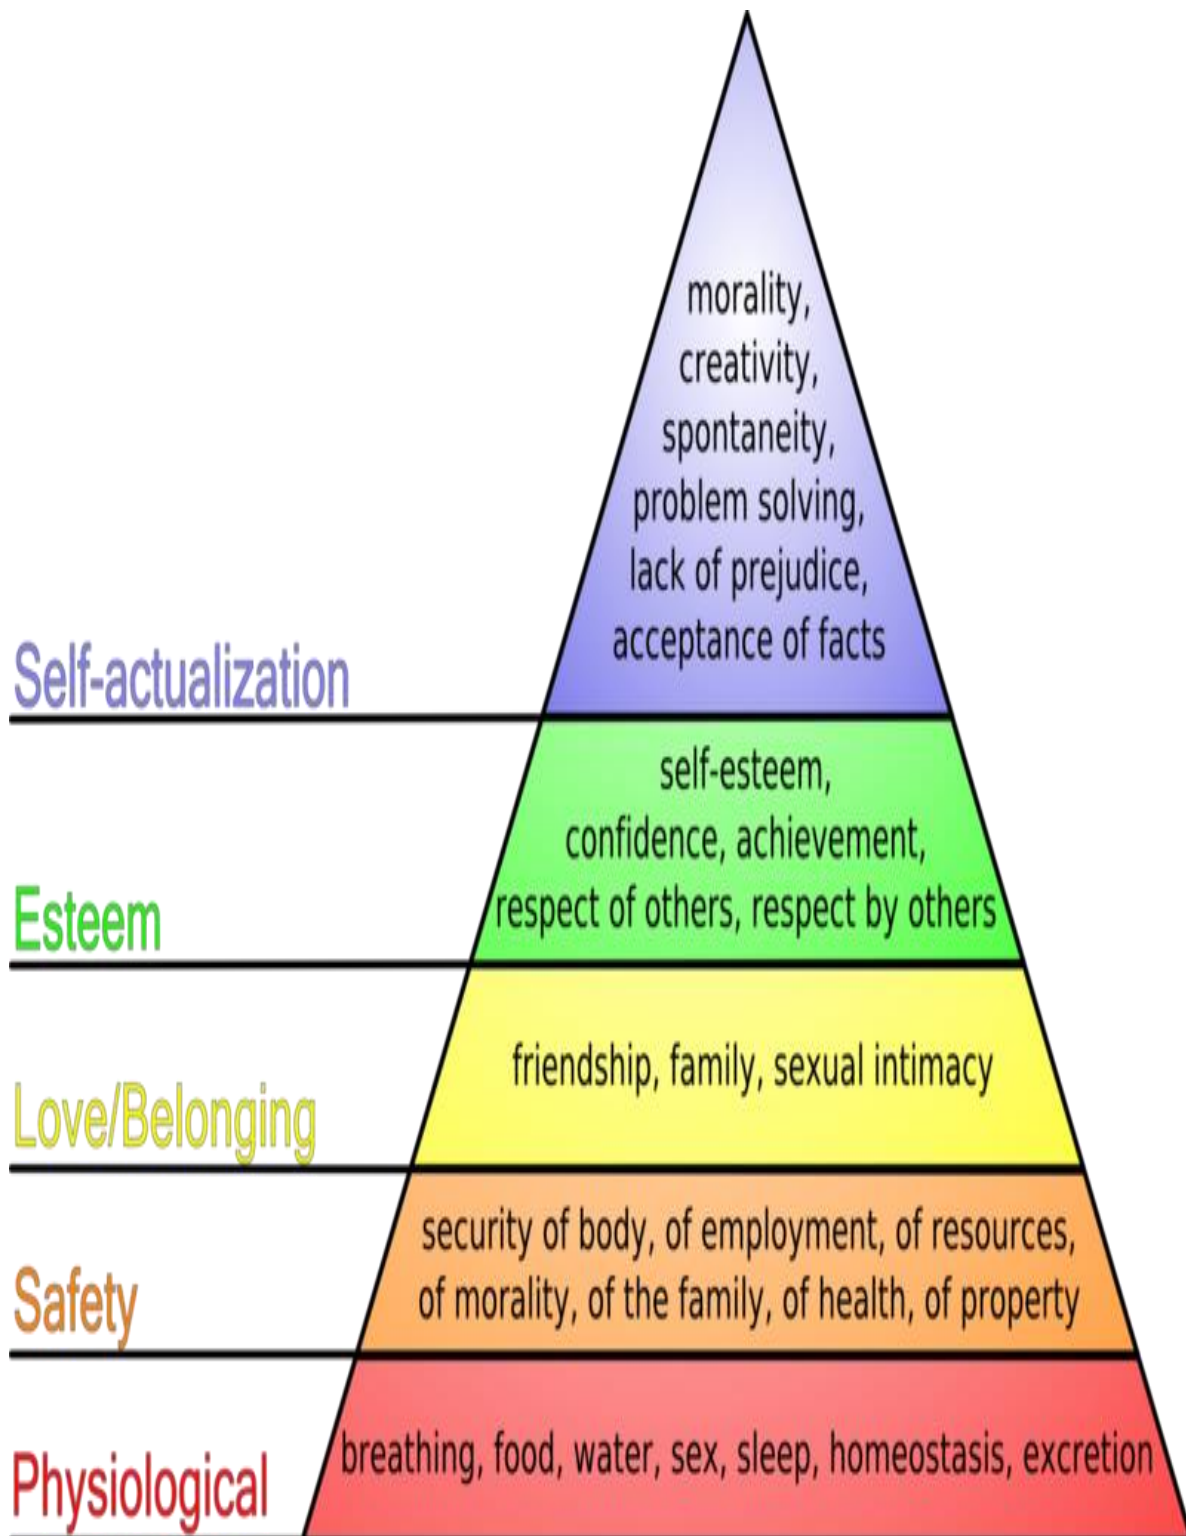 morality,
creativity,
spontaneity,
problem solving,
lack of prejudice,
acceptance of facts
Self-actualization
self-esteem,
confidence, achievement,
respect of others, respect by others
Esteem
friendship, family, sexual intimacy
Love/Belonging
security of body, of employment, of resources,
of morality, of the family, of health, of property
Safety
breathing, food, water, sex, sleep, homeostasis, excretion
Physiological